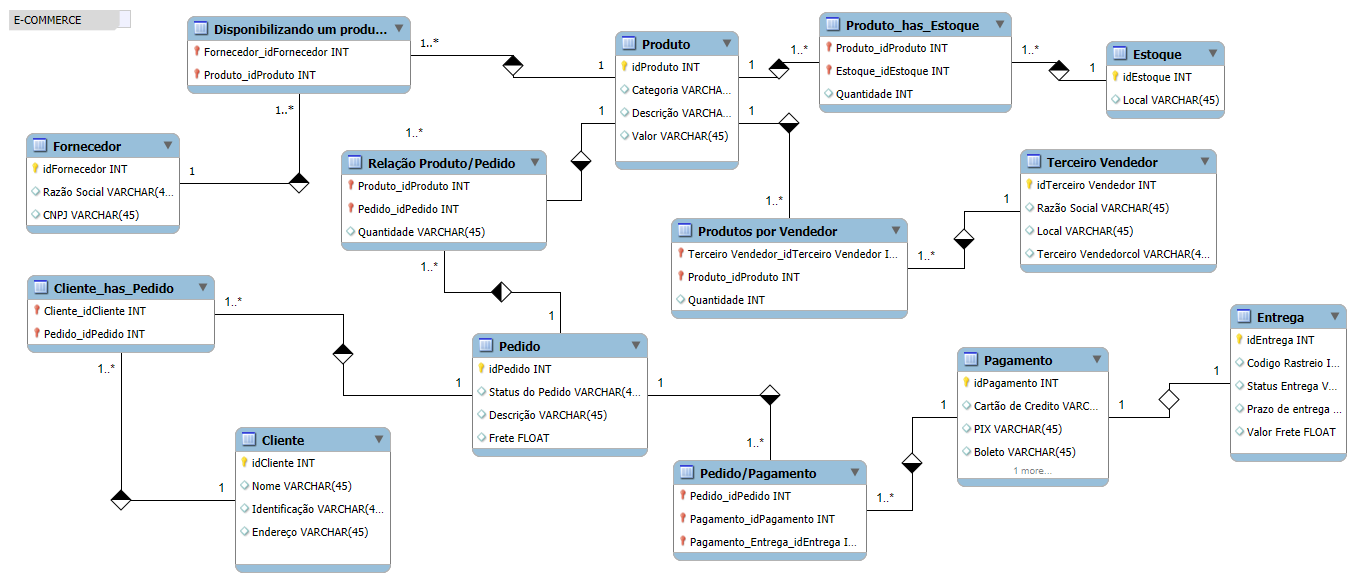 E-COMMERCE
Disponibilizando um produ...
Fornecedor_idFornecedor INT
Produto_idProduto INT
1..*
1..*
Fornecedor
idFornecedor INT
Razão Social VARCHAR(4...
CNPJ VARCHAR(45)
1
Produto
idProduto INT
Categoria VARCHA...
Descrição VARCHA...
Valor VARCHAR(45)
1
1
1
1
Produto_has_Estoque
Produto_idProduto INT
Estoque_idEstoque INT
Quantidade INT
1..*
1..*
Estoque
idEstoque INT
Local VARCHAR(45)
1
Relação Produto/Pedido
Produto_idProduto INT
Pedido_idPedido INT
Quantidade VARCHAR(45)
1..*
1..*
Terceiro Vendedor
idTerceiro Vendedor INT
Razão Social VARCHAR(45)
Local VARCHAR(45)
Terceiro Vendedorcol VARCHAR(4...
1
Produtos por Vendedor
Terceiro Vendedor_idTerceiro Vendedor I...
Produto_idProduto INT
Quantidade INT
1..*
1..*
Cliente_has_Pedido
Cliente_idCliente INT
Pedido_idPedido INT
1..*
1..*
Pedido
idPedido INT
Status do Pedido VARCHAR(4...
Descrição VARCHAR(45)
Frete FLOAT
1
1
1
Cliente
idCliente INT
Nome VARCHAR(45)
Identificação VARCHAR(4...
Endereço VARCHAR(45)
1
Pedido/Pagamento
Pedido_idPedido INT
Pagamento_idPagamento INT
Pagamento_Entrega_idEntrega I...
1..*
1..*
Pagamento
idPagamento INT
Cartão de Credito VARC...
PIX VARCHAR(45)
Boleto VARCHAR(45)
1 more...
1
1
Entrega
idEntrega INT
Codigo Rastreio I...
Status Entrega V...
Prazo de entrega ...
Valor Frete FLOAT
1